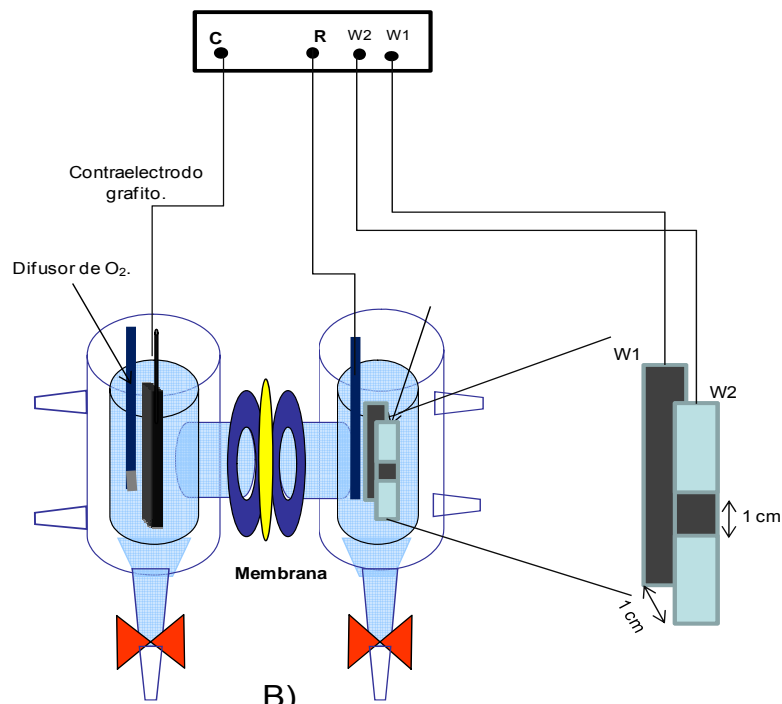 C
R
W2
W1
Contraelectrodo
grafito.
Difusor de O₂.
W1
W2
1 cm
1 cm
Membrana
B)